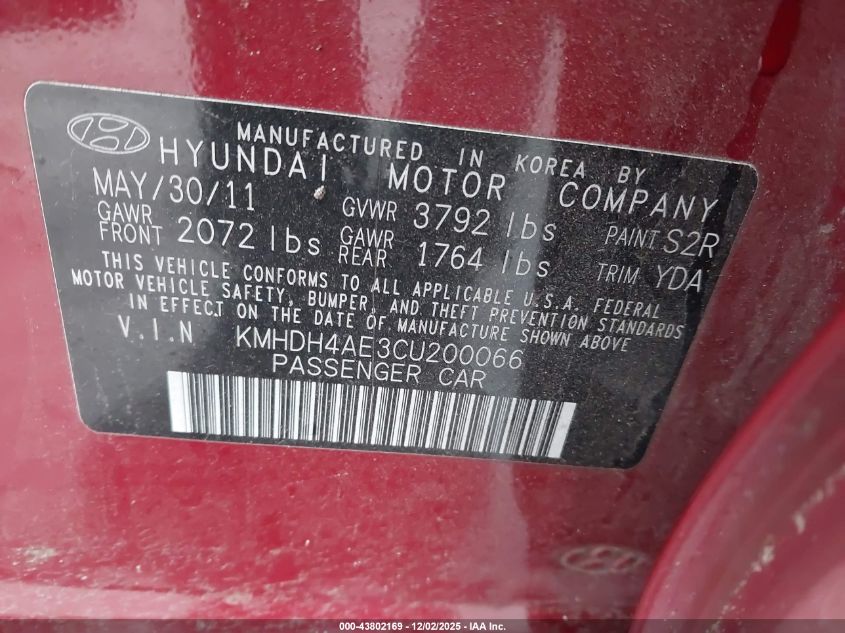 MANUFACTURED IN KOREA BY
HYUNDAI MOTOR COMPANY
MAY/30/11 GVWR 3792 lbs PAINT S2R
GAWR FRONT 2072 lbs GAWR REAR 1764 lbs TRIM YDA
THIS VEHICLE CONFORMS TO ALL APPLICABLE U.S.A. FEDERAL
MOTOR VEHICLE SAFETY, BUMPER, AND THEFT PREVENTION STANDARDS
IN EFFECT ON THE DATE OF MANUFACTURE SHOWN ABOVE
V.I.N KMHDH4AE3CU200066
PASSENGER CAR
000-43802169 - 12/02/2025 - IAA Inc.